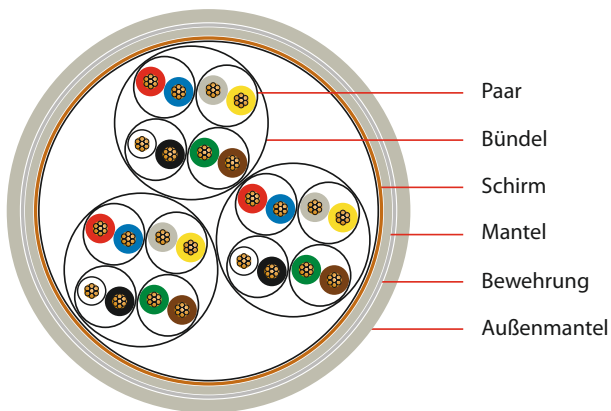 Paar
Bündel
Schirm
Mantel
Bewehrung
Außenmantel